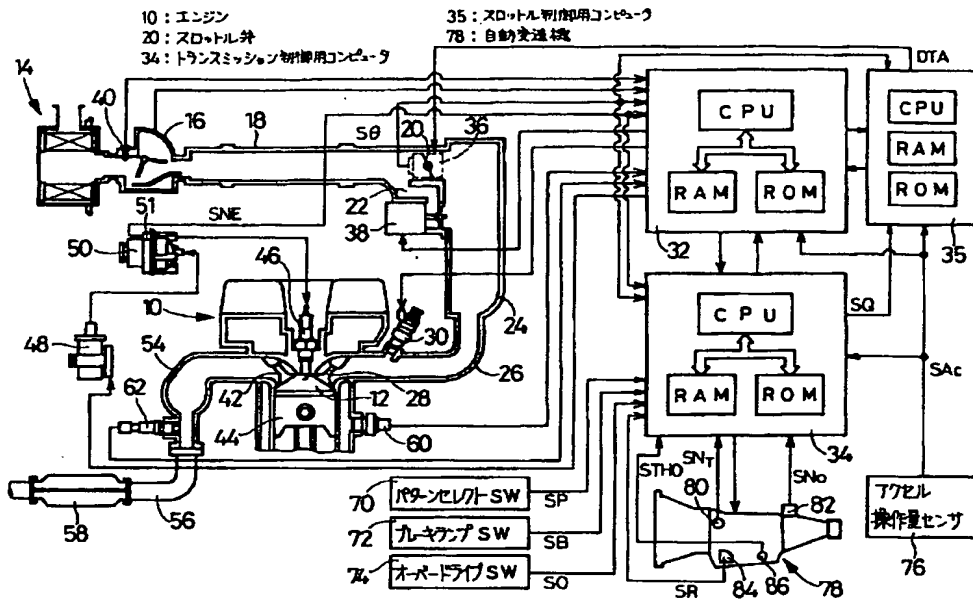 10：エンジン
20：スロットル弁
34：トランスミッション制御用コンピュータ
35：スロットル制御用コンピュータ
78：自動変速機
14
40
16
18
Sθ
20
36
DTA
CPU
RAM
ROM
32
CPU
RAM
ROM
35
22
38
SNE
51
50
46
10
30
24
26
48
54
62
42
12
28
44
60
58
56
CPU
RAM
ROM
34
SQ
SAc
STHO
SNT
SNo
70
パターンセレクトSW
SP
72
ブレーキランプSW
SB
74
オーバードライブSW
SO
80
82
84
86
78
SR
アクセル
操作量センサ
76